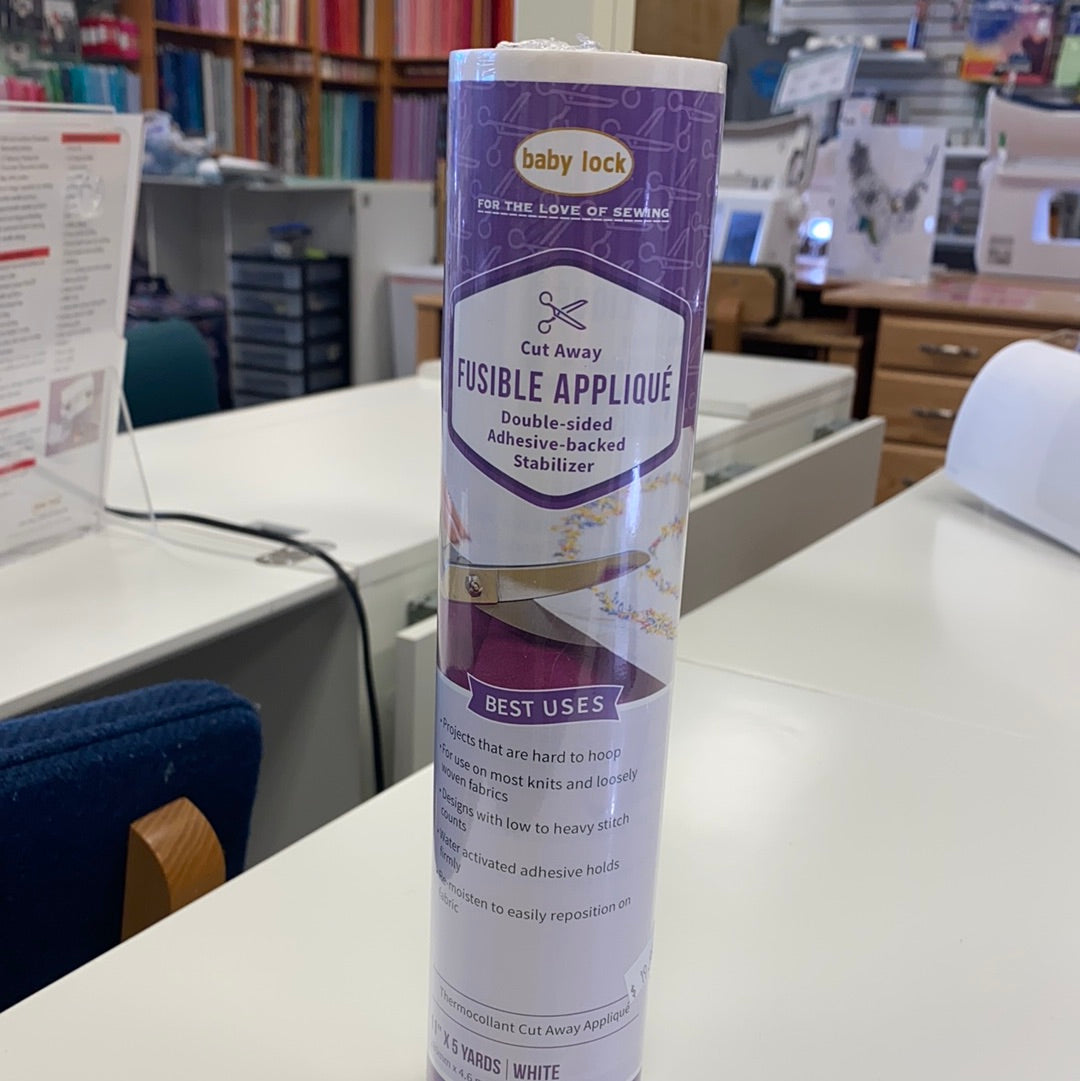 baby lock
FOR THE LOVE OF SEWING
Cut Away
FUSIBLE APPLIQUÉ
Double-sided
Adhesive-backed
Stabilizer
BEST USES
•Projects that are hard to hoop
•For use on most knits and loosely
woven fabrics
•Designs with low to heavy stitch
counts
•Water activated adhesive holds
firmly
moisten to easily reposition on
fabric
Thermocollant Cut Away Appliqué
X 5 YARDS | WHITE